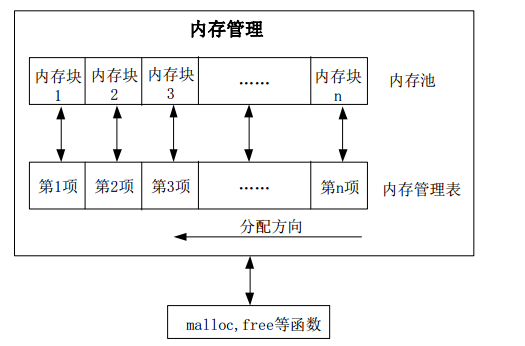 内存管理
内存块1 内存块2 内存块3 …… 内存块n 内存池
第1项 第2项 第3项 …… 第n项 内存管理表
分配方向
malloc,free等函数